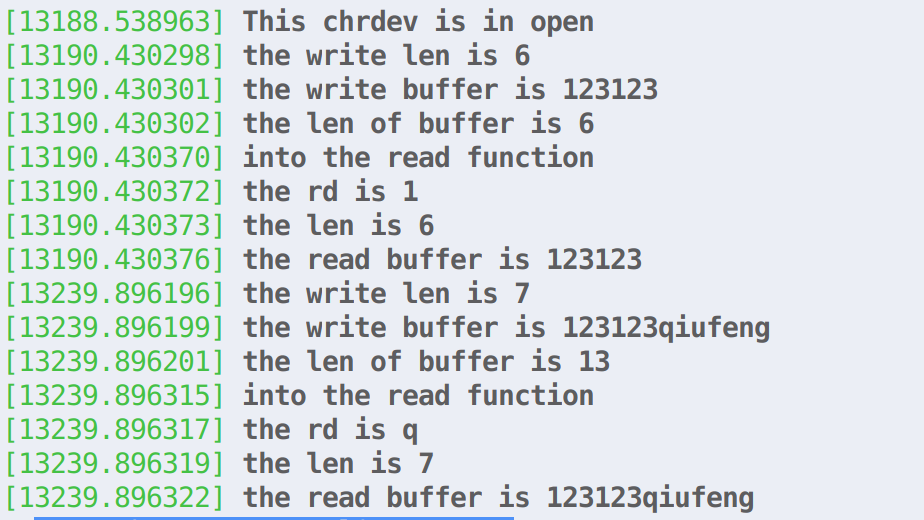 [13188.538963] This chrdev is in open
[13190.430298] the write len is 6
[13190.430301] the write buffer is 123123
[13190.430302] the len of buffer is 6
[13190.430370] into the read function
[13190.430372] the rd is 1
[13190.430373] the len is 6
[13190.430376] the read buffer is 123123
[13239.896196] the write len is 7
[13239.896199] the write buffer is 123123qiufeng
[13239.896201] the len of buffer is 13
[13239.896315] into the read function
[13239.896317] the rd is q
[13239.896319] the len is 7
[13239.896322] the read buffer is 123123qiufeng